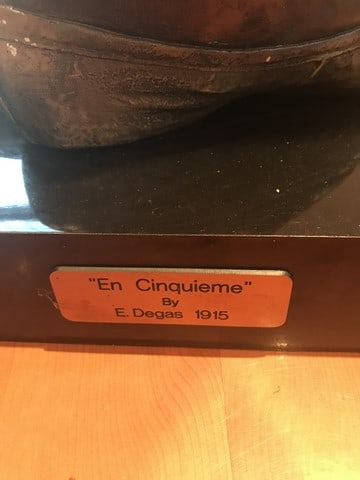 "En Cinquieme"
By
E. Degas 1915